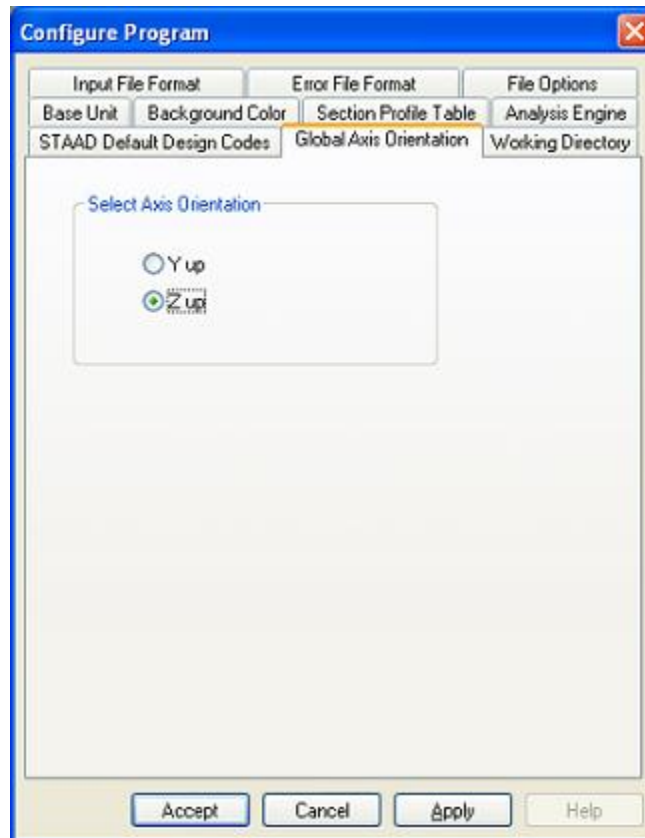 Configure Program
Input File Format Error File Format File Options
Base Unit Background Color Section Profile Table Analysis Engine
STAAD Default Design Codes Global Axis Orientation Working Directory
Select Axis Orientation
Y up
Z up
Accept Cancel Apply Help